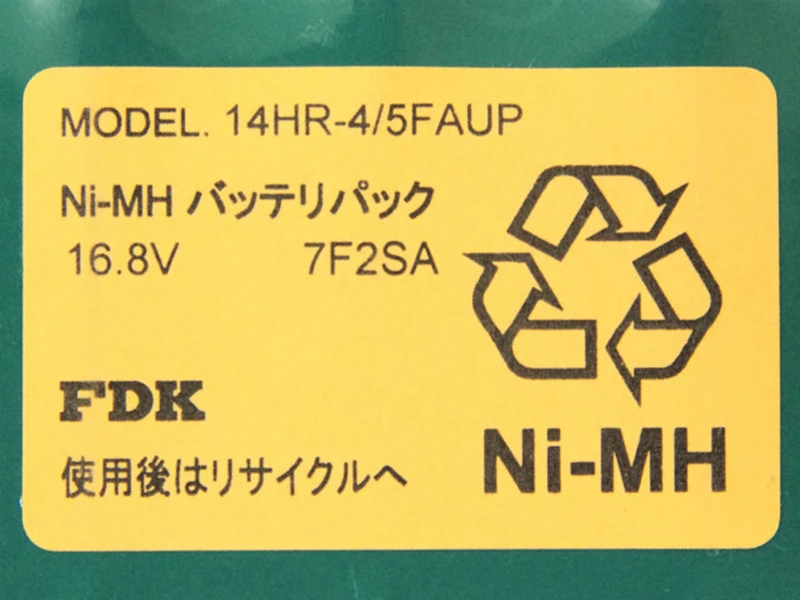 MODEL. 14HR-4/5FAUP
Ni-MH バッテリパック
16.8V 7F2SA
FDK
使用後はリサイクルへ
Ni-MH